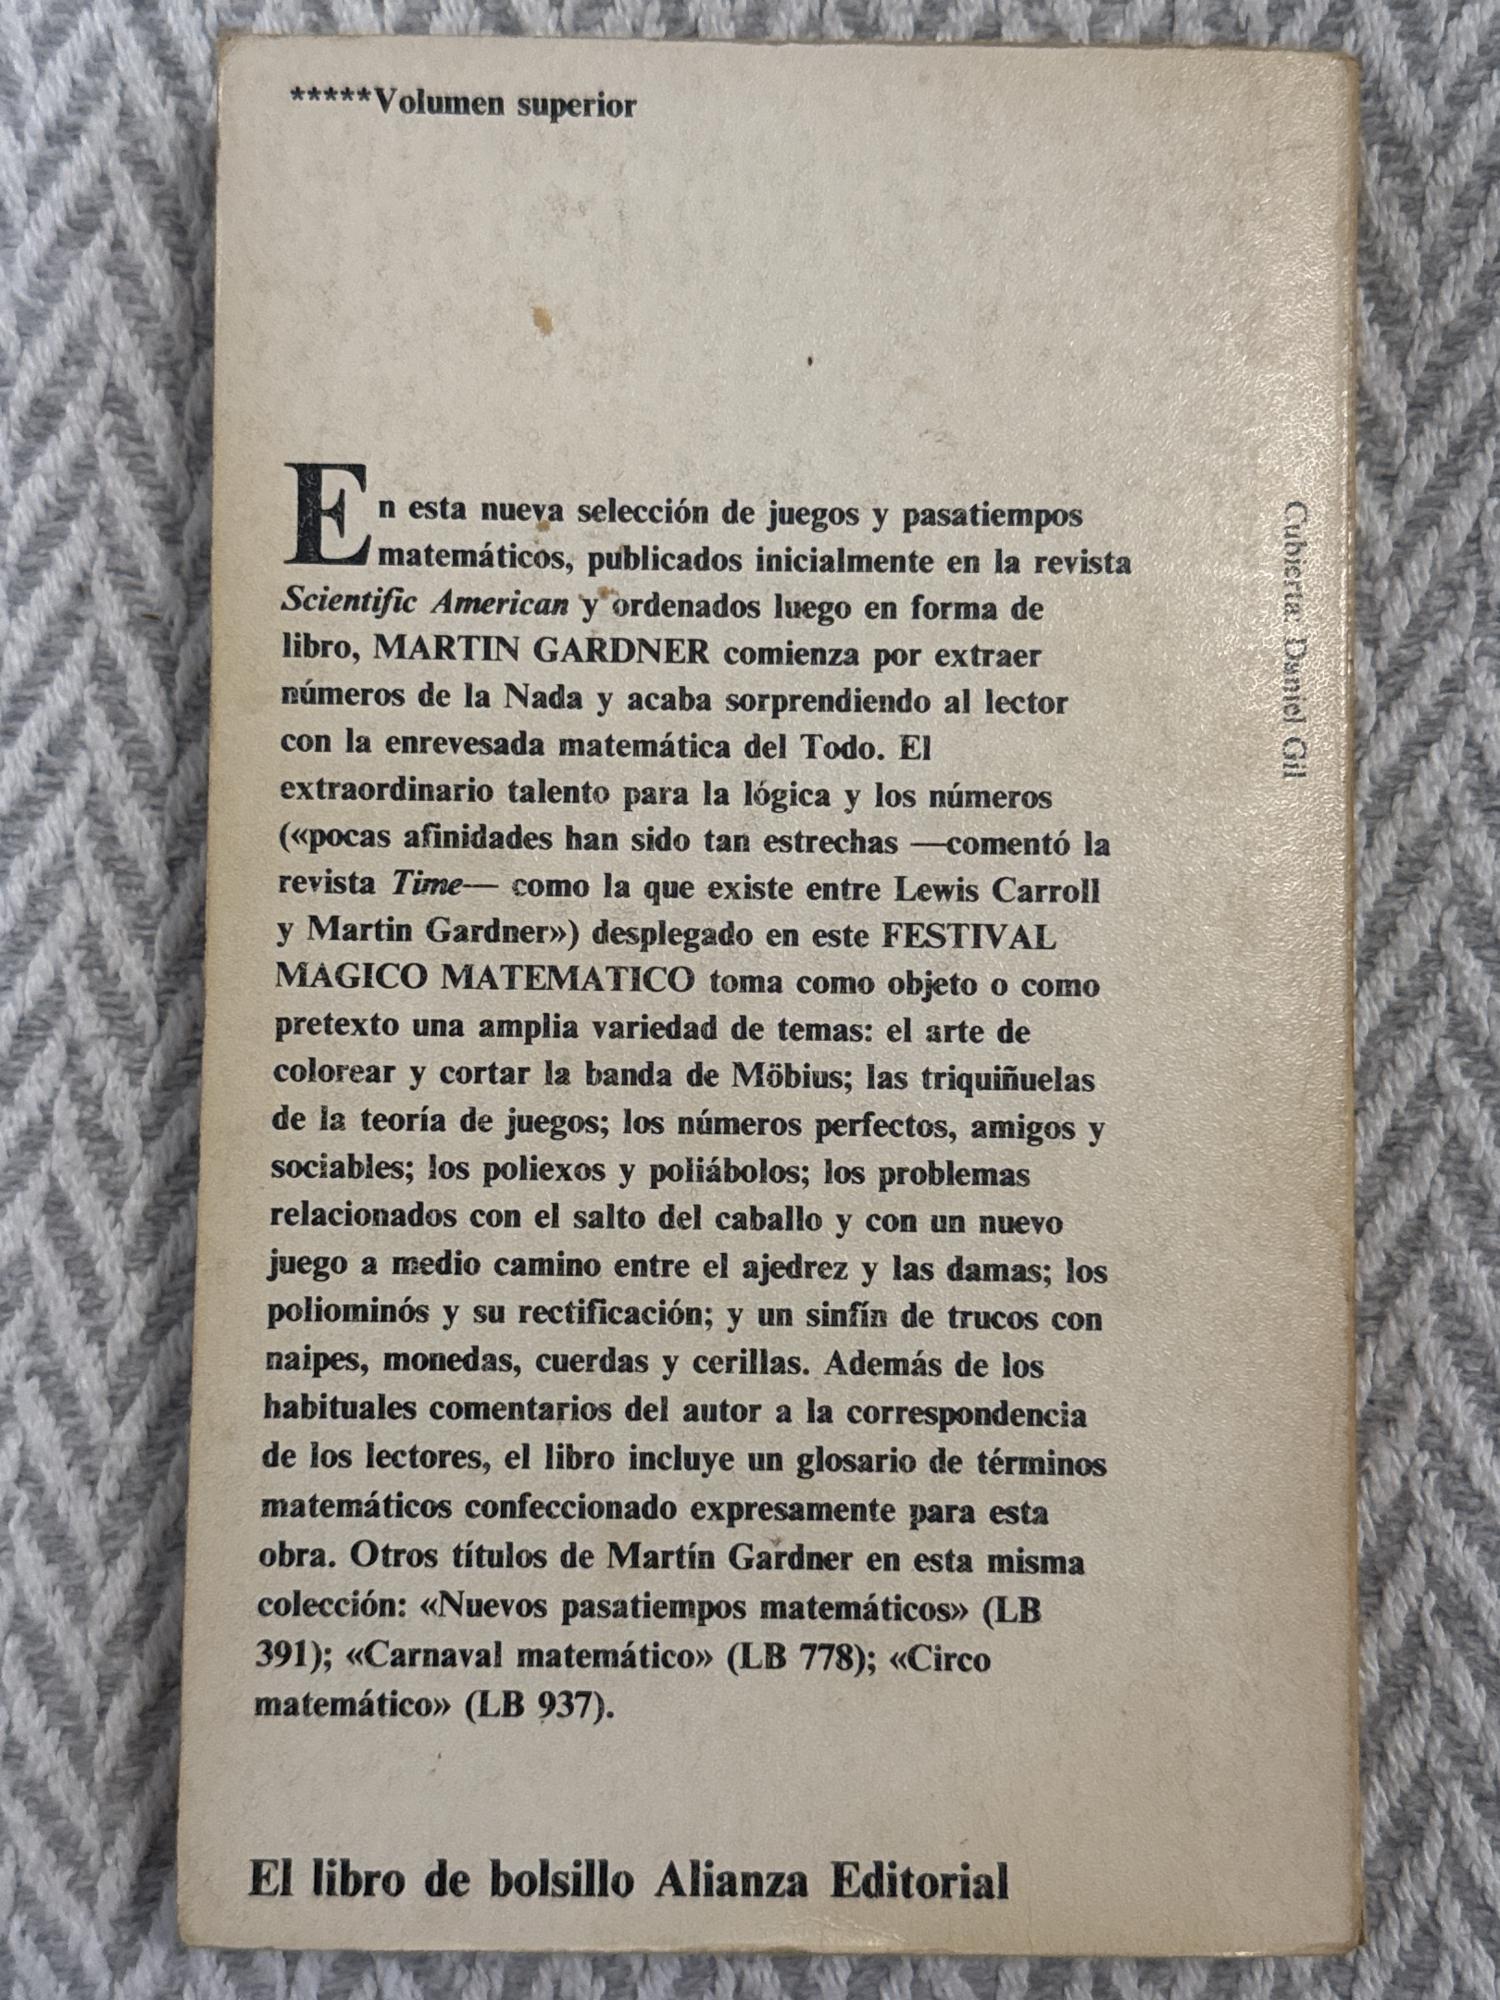 *****Volumen superior
En esta nueva selección de juegos y pasatiempos
matemáticos, publicados inicialmente en la revista
Scientific American y ordenados luego en forma de
libro, MARTIN GARDNER comienza por extraer
números de la Nada y acaba sorprendiendo al lector
con la enrevesada matemática del Todo. El
extraordinario talento para la lógica y los números
(«pocas afinidades han sido tan estrechas —comentó la
revista Time— como la que existe entre Lewis Carroll
y Martin Gardner») desplegado en este FESTIVAL
MAGICO MATEMATICO toma como objeto o como
pretexto una amplia variedad de temas: el arte de
colorear y cortar la banda de Möbius; las triquiñuelas
de la teoría de juegos; los números perfectos, amigos y
sociables; los poliexos y poliábolos; los problemas
relacionados con el salto del caballo y con un nuevo
juego a medio camino entre el ajedrez y las damas; los
poliominós y su rectificación; y un sinfín de trucos con
naipes, monedas, cuerdas y cerillas. Además de los
habituales comentarios del autor a la correspondencia
de los lectores, el libro incluye un glosario de términos
matemáticos confeccionado expresamente para esta
obra. Otros títulos de Martín Gardner en esta misma
colección: «Nuevos pasatiempos matemáticos» (LB
391); «Carnaval matemático» (LB 778); «Circo
matemático» (LB 937).
Cubierta: Daniel Gil
El libro de bolsillo Alianza Editorial